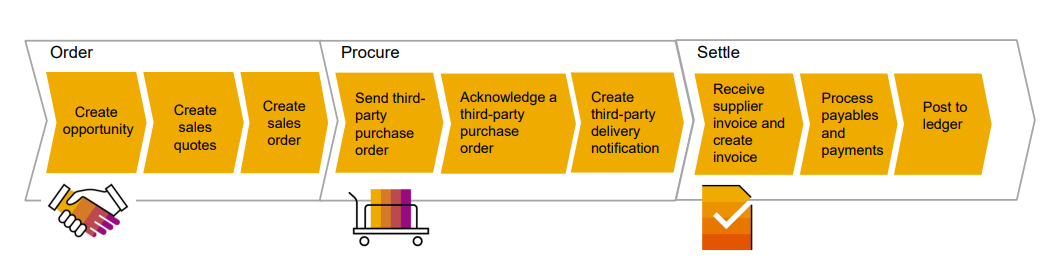 Order
Create
opportunity
Create
sales
quotes
Create
sales
order
Procure
Send third-
party
purchase
order
Acknowledge a
third-party
purchase
order
Create
third-party
delivery
notification
Settle
Receive
supplier
invoice and
create
invoice
Process
payables
and
payments
Post to
ledger